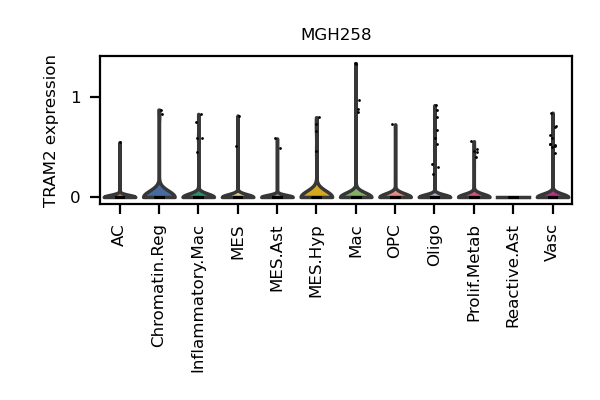 MGH258
TRAM2 expression
1
0
AC
Chromatin.Reg
Inflammatory.Mac
MES
MES.Ast
MES.Hyp
Mac
OPC
Oligo
Prolif.Metab
Reactive.Ast
Vasc